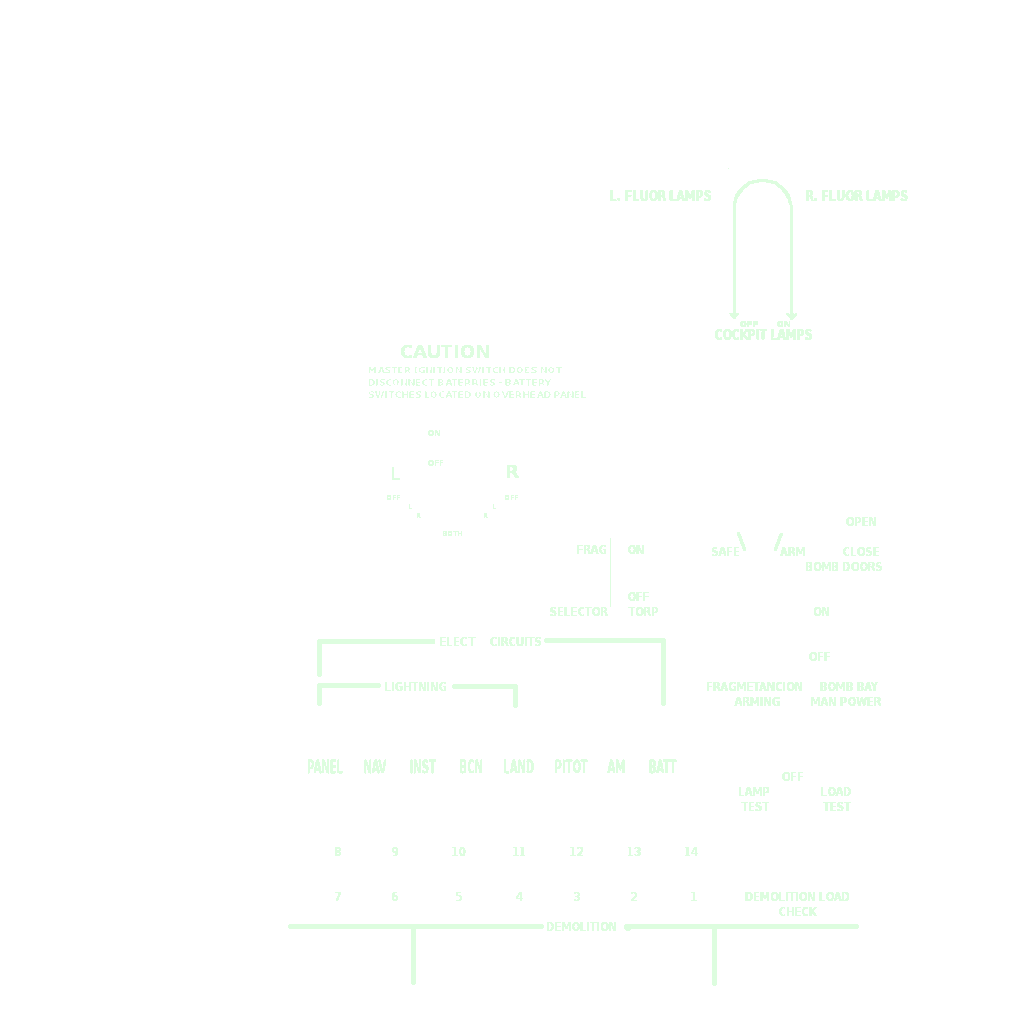 L. FLUOR LAMPS R. FLUOR LAMPS
OFF ON
COCKPIT LAMPS
CAUTION
MASTER IGNITION SWITCH DOES NOT
DISCONNECT BATERRIES - BATTERY
SWITCHES LOCATED ON OVERHEAD PANEL
ON
OFF
L R
OFF OFF
L L
R R
BOTH
OPEN
FRAG ON SAFE ARM CLOSE
BOMB DOORS
OFF
SELECTOR TORP ON
ELECT CIRCUITS
OFF
LIGHTNING FRAGMETANCION BOMB BAY
ARMING MAN POWER
PANEL NAV INST BCN LAND PITOT AM BATT
OFF
LAMP LOAD
TEST TEST
8 9 10 11 12 13 14
7 6 5 4 3 2 1 DEMOLITION LOAD
CHECK
DEMOLITION